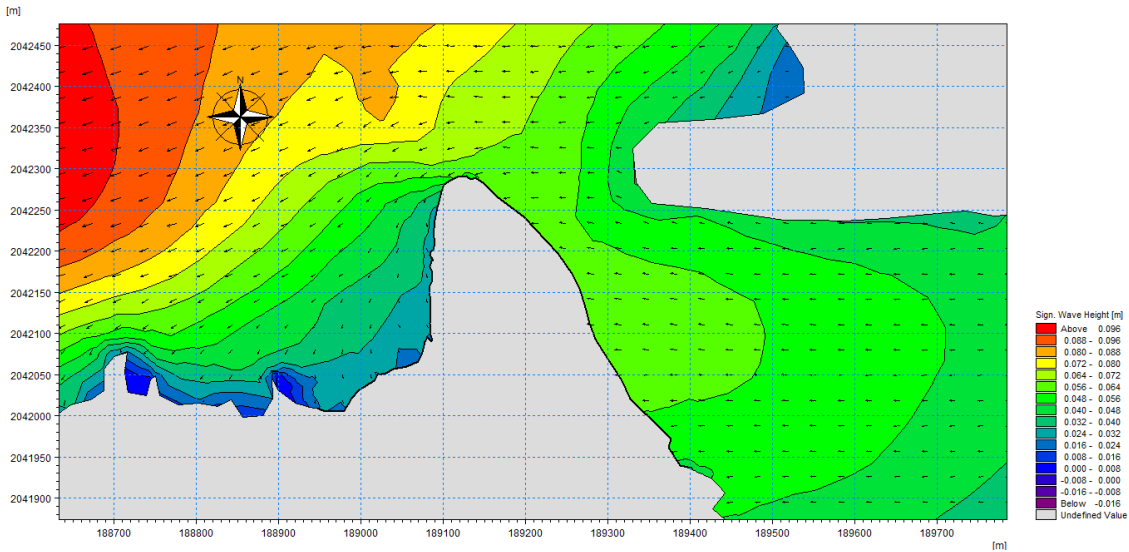 [m]
2042450
2042400
2042350
2042300
2042250
2042200
2042150
2042100
2042050
2042000
2041950
2041900
N
188700 188800 188900 189000 189100 189200 189300 189400 189500 189600 189700
[m]
Sign. Wave Height [m]
Above 0.096
0.088 - 0.096
0.080 - 0.088
0.072 - 0.080
0.064 - 0.072
0.056 - 0.064
0.048 - 0.056
0.040 - 0.048
0.032 - 0.040
0.024 - 0.032
0.016 - 0.024
0.008 - 0.016
0.000 - 0.008
-0.008 - 0.000
-0.016 - -0.008
Below -0.016
Undefined Value